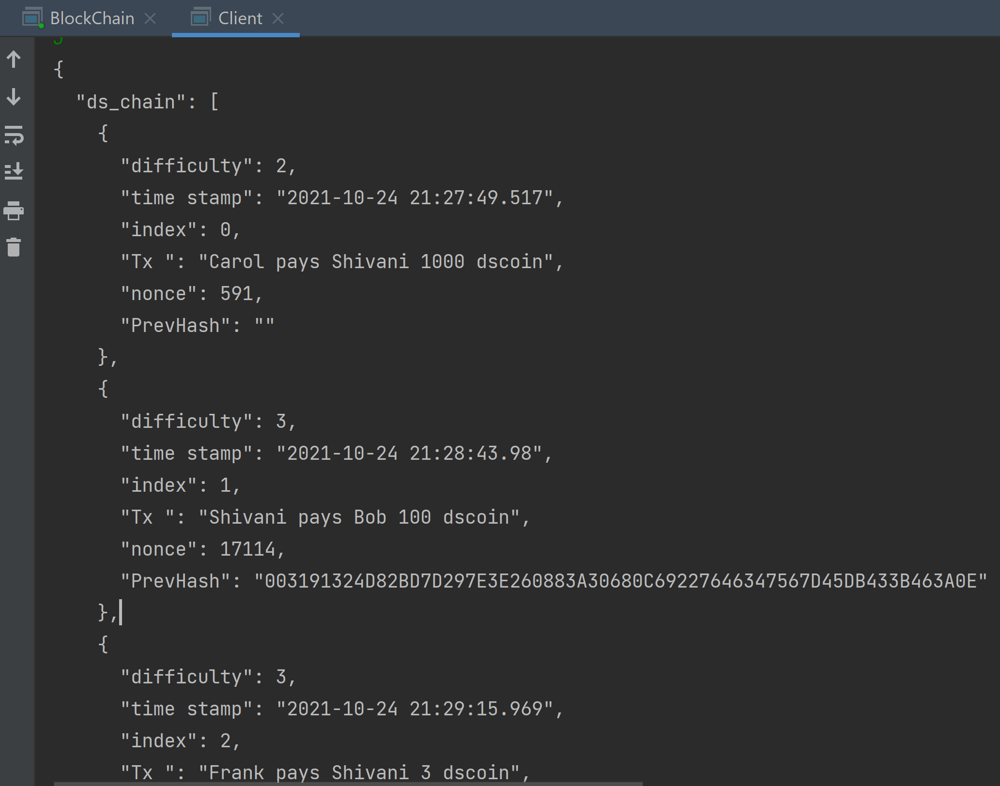 BlockChain Client
{
"ds_chain": [
{
"difficulty": 2,
"time stamp": "2021-10-24 21:27:49.517",
"index": 0,
"Tx ": "Carol pays Shivani 1000 dscoin",
"nonce": 591,
"PrevHash": ""
},
{
"difficulty": 3,
"time stamp": "2021-10-24 21:28:43.98",
"index": 1,
"Tx ": "Shivani pays Bob 100 dscoin",
"nonce": 17114,
"PrevHash": "003191324D82BD7D297E3E260883A30680C69227646347567D45DB433B463A0E"
},
{
"difficulty": 3,
"time stamp": "2021-10-24 21:29:15.969",
"index": 2,
"Tx ": "Frank pays Shivani 3 dscoin",